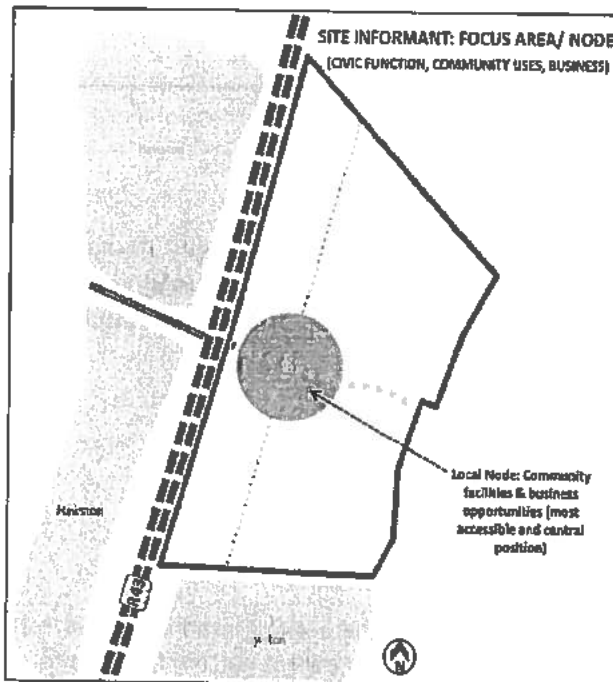 SITE INFORMANT: FOCUS AREA/ NODE
(CIVIC FUNCTION, COMMUNITY USES, BUSINESS)
Local Node: Community
facilities & business
opportunities (most
accessible and central
position)
R43
N